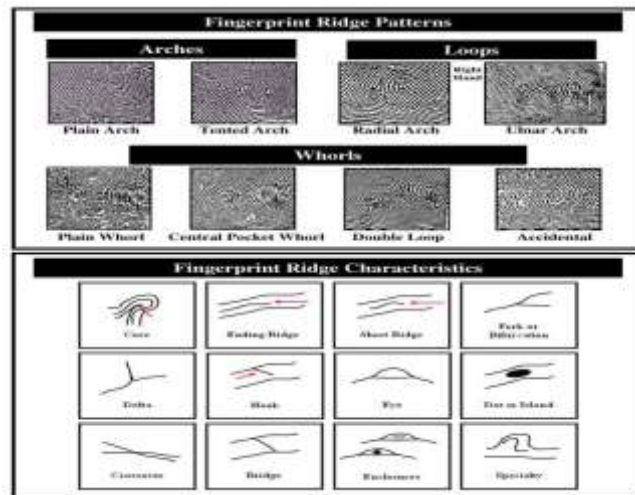 Fingerprint Ridge Patterns
Arches
Loops
Right
Hand
Plain Arch
Tented Arch
Radial Arch
Ulnar Arch
Whorls
Plain Whorl
Central Pocket Whorl
Double Loop
Accidental
Fingerprint Ridge Characteristics
Core
Ending Ridge
Short Ridge
Fork or
Bifurcation
Delta
Hook
Eye
Dot or Island
Crossover
Bridge
Enclosures
Specialty